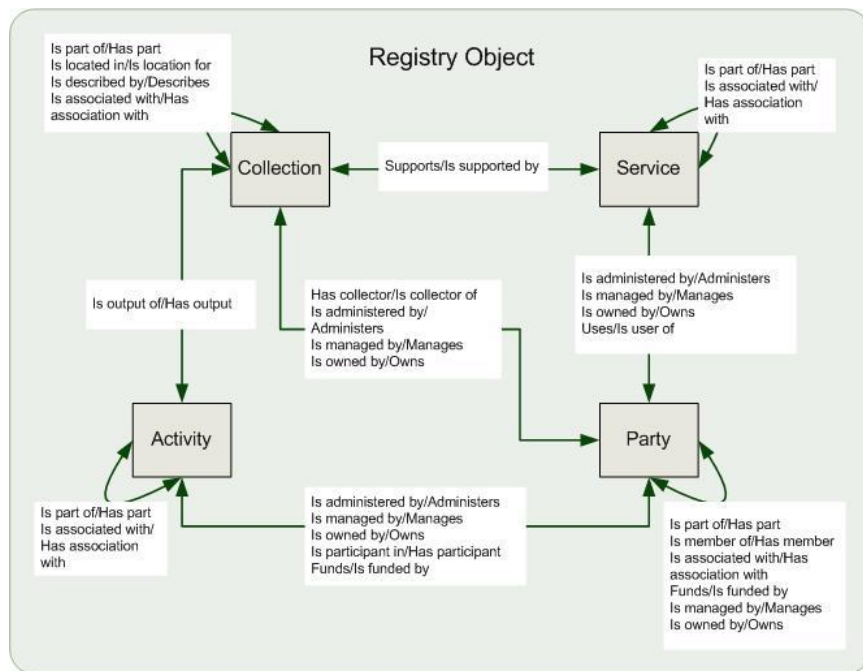 Registry Object
Is part of/Has part
Is located in/Is location for
Is described by/Describes
Is associated with/Has
association with
Is part of/Has part
Is associated with/
Has association
with
Collection
Supports/Is supported by
Service
Is output of/Has output
Has collector/Is collector of
Is administered by/
Administers
Is managed by/Manages
Is owned by/Owns
Is administered by/Administers
Is managed by/Manages
Is owned by/Owns
Uses/Is user of
Activity
Party
Is part of/Has part
Is associated with/
Has association
with
Is administered by/Administers
Is managed by/Manages
Is owned by/Owns
Is participant in/Has participant
Funds/Is funded by
Is part of/Has part
Is member of/Has member
Is associated with/Has
association with
Funds/Is funded by
Is managed by/Manages
Is owned by/Owns